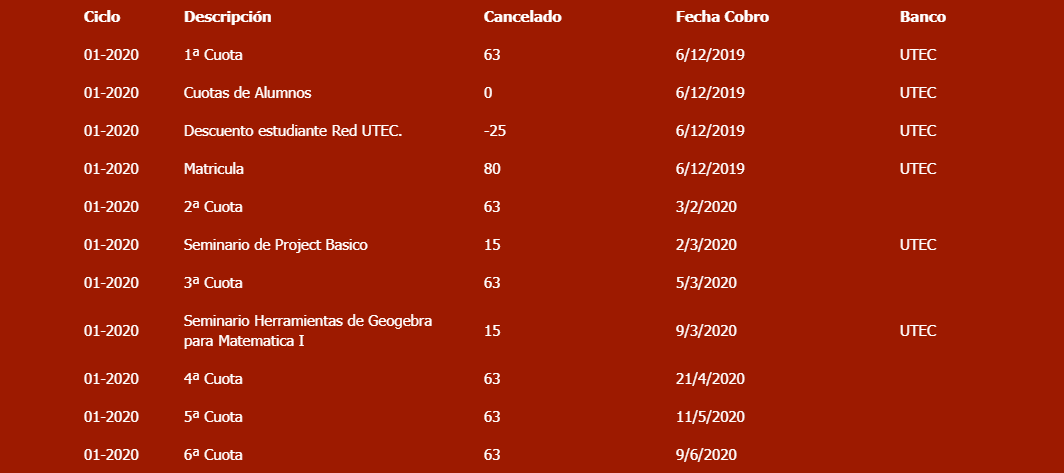 Ciclo Descripción Cancelado Fecha Cobro Banco
01-2020 1ª Cuota 63 6/12/2019 UTEC
01-2020 Cuotas de Alumnos 0 6/12/2019 UTEC
01-2020 Descuento estudiante Red UTEC. -25 6/12/2019 UTEC
01-2020 Matricula 80 6/12/2019 UTEC
01-2020 2ª Cuota 63 3/2/2020
01-2020 Seminario de Project Basico 15 2/3/2020 UTEC
01-2020 3ª Cuota 63 5/3/2020
01-2020 Seminario Herramientas de Geogebra 15 9/3/2020 UTEC
para Matematica I
01-2020 4ª Cuota 63 21/4/2020
01-2020 5ª Cuota 63 11/5/2020
01-2020 6ª Cuota 63 9/6/2020